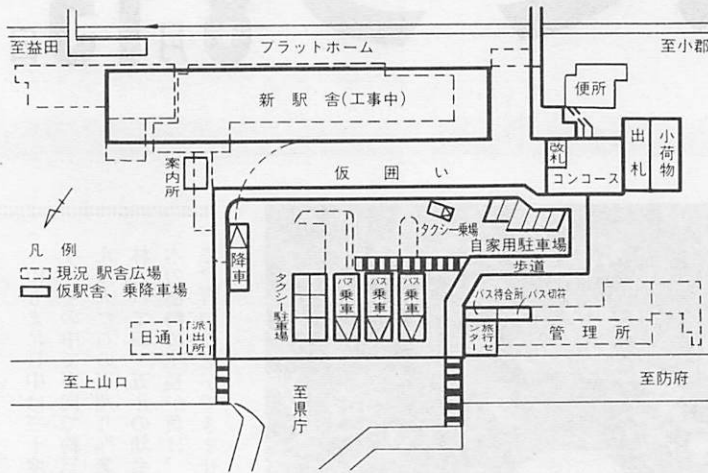 至益田
プラットホーム
至小郡
新駅舎(工事中)
便所
出札
小荷物
改札
コンコース
案内所
仮囲い
タクシー乗場
自家用駐車場
歩道
凡例
現況 駅舎広場
仮駅舎、乗降車場
降車
タクシー駐車場
バス乗車
バス乗車
バス乗車
バス待合所
バス切符
日通
派出所
旅行センター
管理所
至上山口
至県庁
至防府